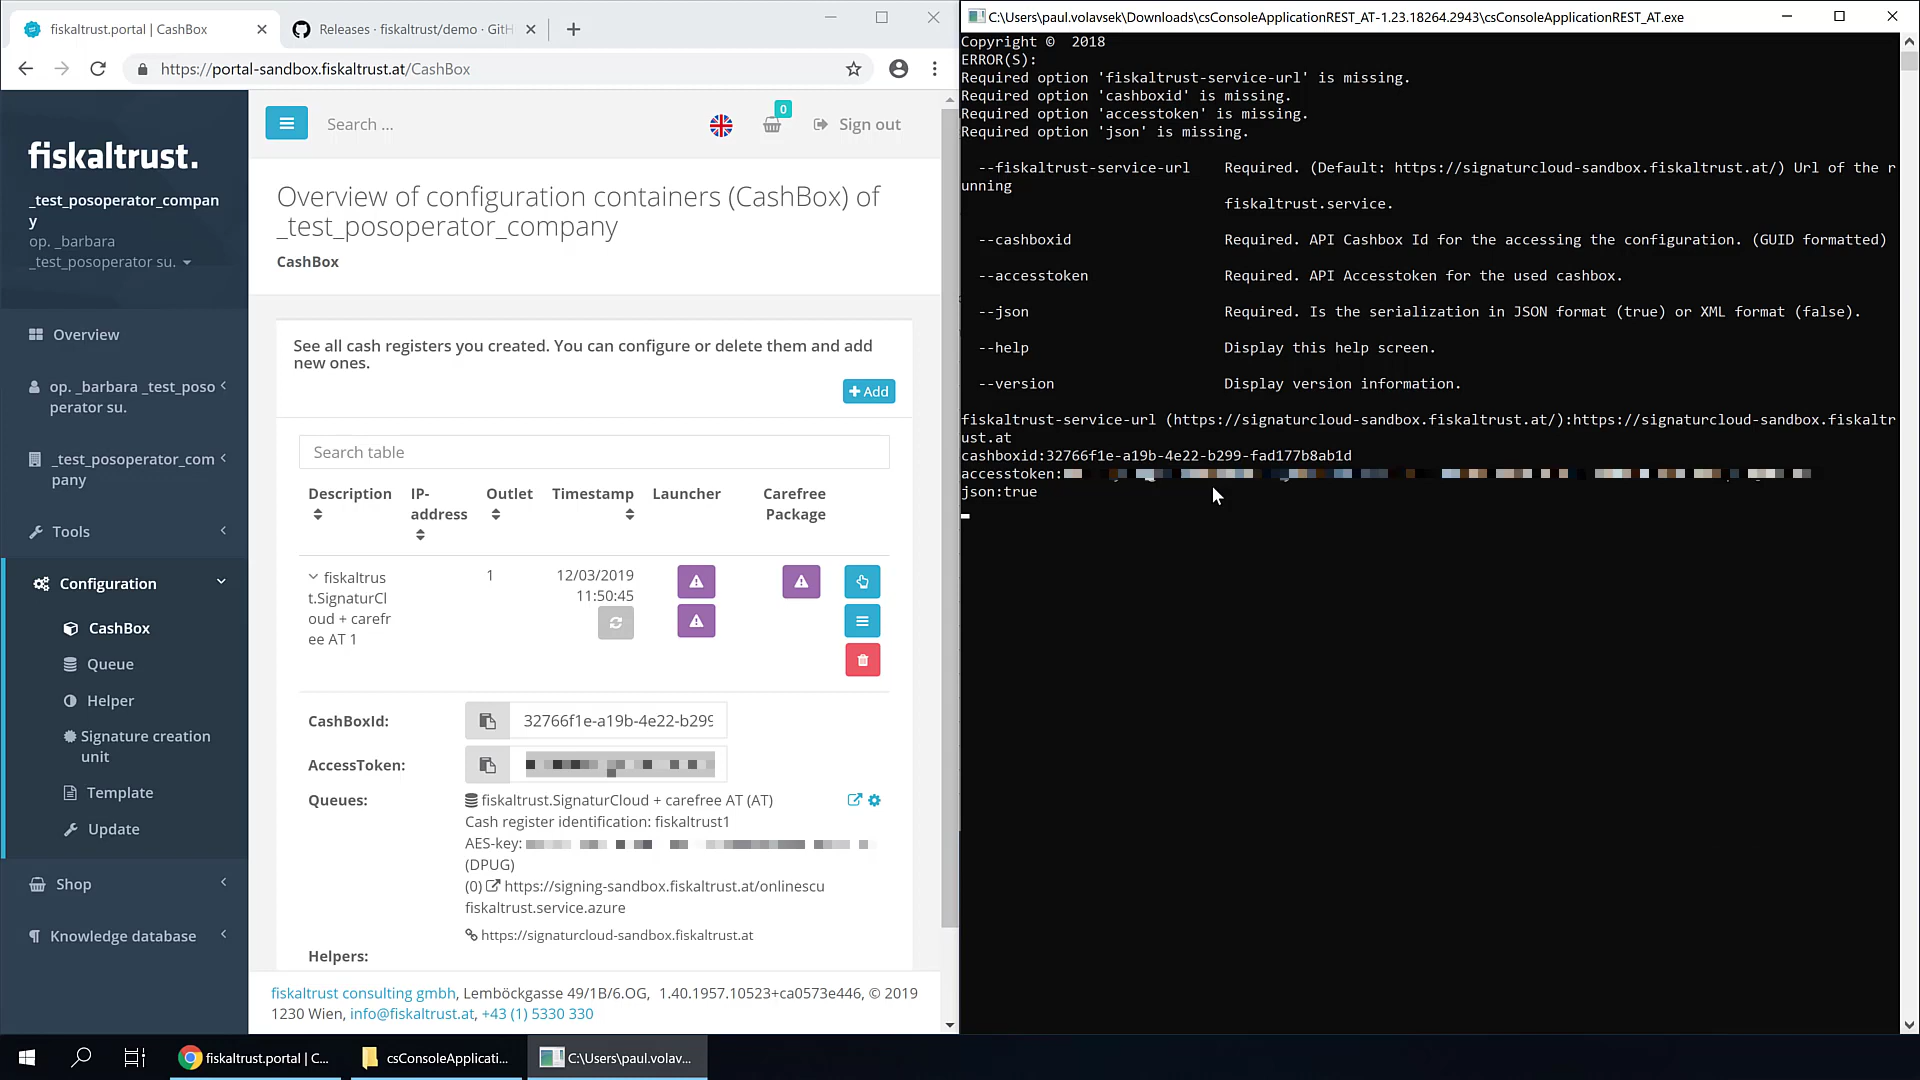 fiskaltrust.portal | CashBox
Releases · fiskaltrust/demo · GitH
https://portal-sandbox.fiskaltrust.at/CashBox
fiskaltrust.
_test_posoperator_compan
y
op. _barbara
_test_posoperator su.
Overview
op. _barbara _test_poso
perator su.
_test_posoperator_com
pany
Tools
Configuration
CashBox
Queue
Helper
Signature creation
unit
Template
Update
Shop
Knowledge database
Search ...
0
Sign out
Overview of configuration containers (CashBox) of
_test_posoperator_company
CashBox
See all cash registers you created. You can configure or delete them and add
new ones.
Add
Search table
Description
IP-
address
Outlet
Timestamp
Launcher
Carefree
Package
fiskaltrus
t.SignaturCl
oud + carefr
ee AT 1
1
12/03/2019
11:50:45
CashBoxId:
32766f1e-a19b-4e22-b299
AccessToken:
Queues:
fiskaltrust.SignaturCloud + carefree AT (AT)
Cash register identification: fiskaltrust1
AES-key:
(DPUG)
(0) https://signing-sandbox.fiskaltrust.at/onlinescu
fiskaltrust.service.azure
https://signaturcloud-sandbox.fiskaltrust.at
Helpers:
fiskaltrust consulting gmbh, Lemböckgasse 49/1B/6.OG, 1.40.1957.10523+ca0573e446, © 2019
1230 Wien, info@fiskaltrust.at, +43 (1) 5330 330
C:\Users\paul.volavsek\Downloads\csConsoleApplicationREST_AT-1.23.18264.2943\csConsoleApplicationREST_AT.exe
Copyright © 2018
ERROR(S):
Required option 'fiskaltrust-service-url' is missing.
Required option 'cashboxid' is missing.
Required option 'accesstoken' is missing.
Required option 'json' is missing.
--fiskaltrust-service-url Required. (Default: https://signaturcloud-sandbox.fiskaltrust.at/) Url of the r
unning
fiskaltrust.service.
--cashboxid Required. API Cashbox Id for the accessing the configuration. (GUID formatted)
--accesstoken Required. API Accesstoken for the used cashbox.
--json Required. Is the serialization in JSON format (true) or XML format (false).
--help Display this help screen.
--version Display version information.
fiskaltrust-service-url (https://signaturcloud-sandbox.fiskaltrust.at/):https://signaturcloud-sandbox.fiskaltr
ust.at
cashboxid:32766f1e-a19b-4e22-b299-fad177b8ab1d
accesstoken:
json:true
fiskaltrust.portal | C...
csConsoleApplicati...
C:\Users\paul.volav...